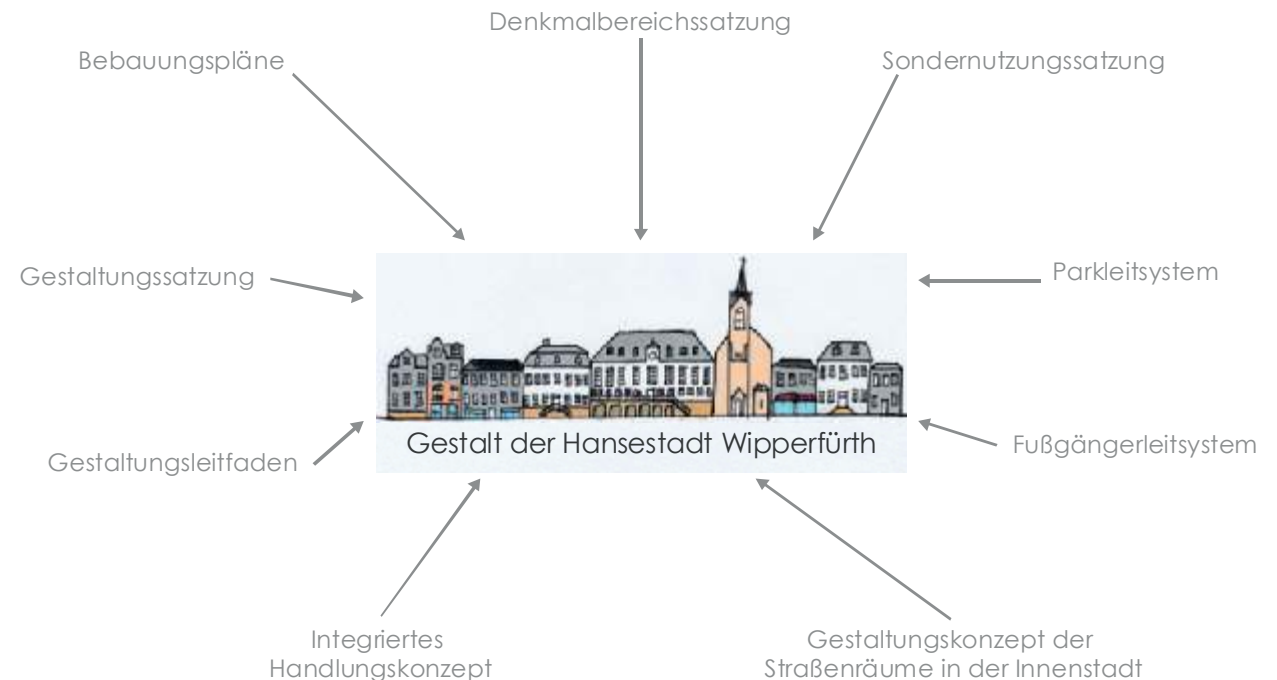 Denkmalbereichssatzung
Bebauungspläne
Sondernutzungssatzung
Gestaltungssatzung
Parkleitsystem
Gestalt der Hansestadt Wipperfürth
Gestaltungsleitfaden
Fußgängerleitsystem
Integriertes
Handlungskonzept
Gestaltungskonzept der
Straßenräume in der Innenstadt